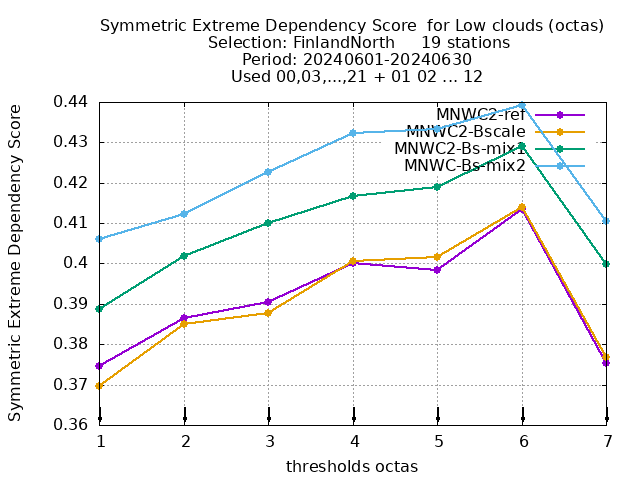 Symmetric Extreme Dependency Score  for Low clouds (octas)
Selection: FinlandNorth     19 stations
Period: 20240601-20240630
Used 00,03,...,21 + 01 02 ... 12
Symmetric Extreme Dependency Score
0.44
0.43
0.42
0.41
0.4
0.39
0.38
0.37
0.36
MNWC2-ref
MNWC2-Bscale
MNWC2-Bs-mix1
MNWC-Bs-mix2
1 2 3 4 5 6 7
thresholds octas